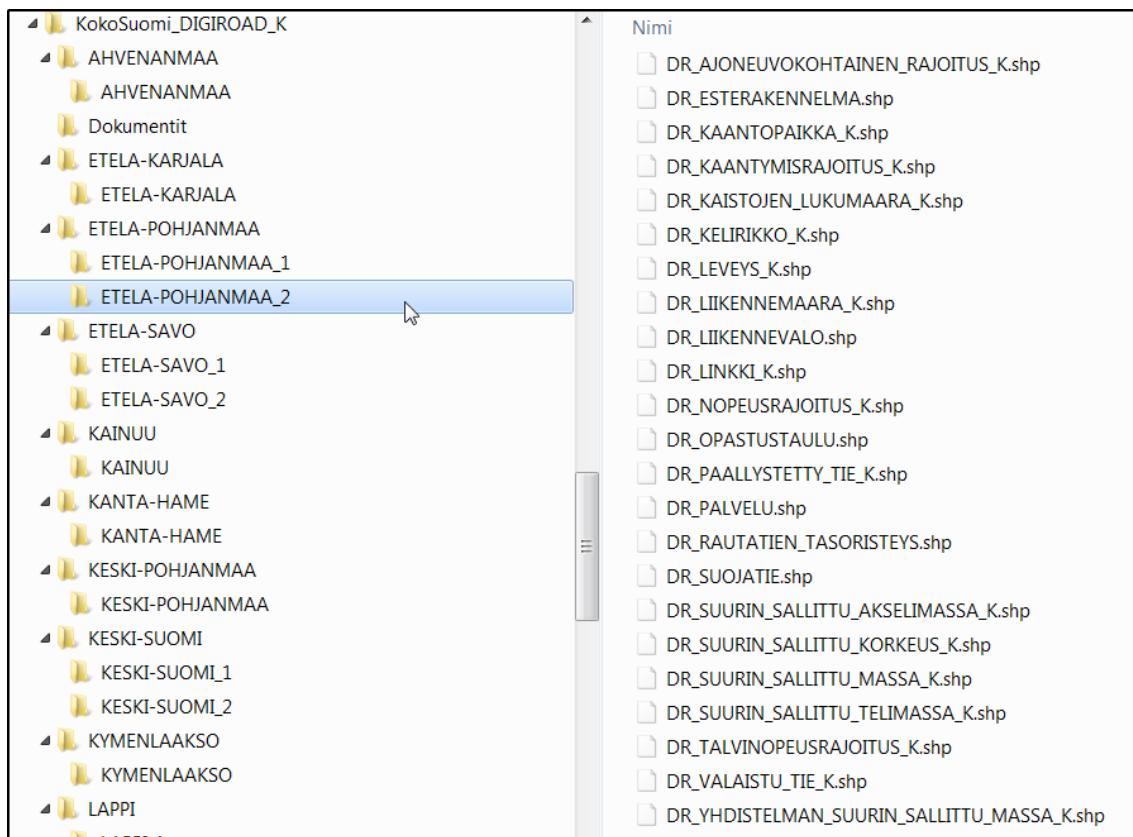 KokoSuomi_DIGIROAD_K
AHVENANMAA
AHVENANMAA
Dokumentit
ETELA-KARJALA
ETELA-KARJALA
ETELA-POHJANMAA
ETELA-POHJANMAA_1
ETELA-POHJANMAA_2
ETELA-SAVO
ETELA-SAVO_1
ETELA-SAVO_2
KAINUU
KAINUU
KANTA-HAME
KANTA-HAME
KESKI-POHJANMAA
KESKI-POHJANMAA
KESKI-SUOMI
KESKI-SUOMI_1
KESKI-SUOMI_2
KYMENLAAKSO
KYMENLAAKSO
LAPPI
Nimi
DR_AJONEUVOKOHTAINEN_RAJOITUS_K.shp
DR_ESTERAKENNELMA.shp
DR_KAANTOPAIKKA_K.shp
DR_KAANTYMISRAJOITUS_K.shp
DR_KAISTOJEN_LUKUMAARA_K.shp
DR_KELIRIKKO_K.shp
DR_LEVEYS_K.shp
DR_LIIKENNEMAARA_K.shp
DR_LIIKENNEVALO.shp
DR_LINKKI_K.shp
DR_NOPEUSRAJOITUS_K.shp
DR_OPASTUSTAULU.shp
DR_PAALLYSTETTY_TIE_K.shp
DR_PALVELU.shp
DR_RAUTATIEN_TASORISTEYS.shp
DR_SUOJATIE.shp
DR_SUURIN_SALLITTU_AKSELIMASSA_K.shp
DR_SUURIN_SALLITTU_KORKEUS_K.shp
DR_SUURIN_SALLITTU_MASSA_K.shp
DR_SUURIN_SALLITTU_TELIMASSA_K.shp
DR_TALVINOPEUSRAJOITUS_K.shp
DR_VALAISTU_TIE_K.shp
DR_YHDISTELMAN_SUURIN_SALLITTU_MASSA_K.shp